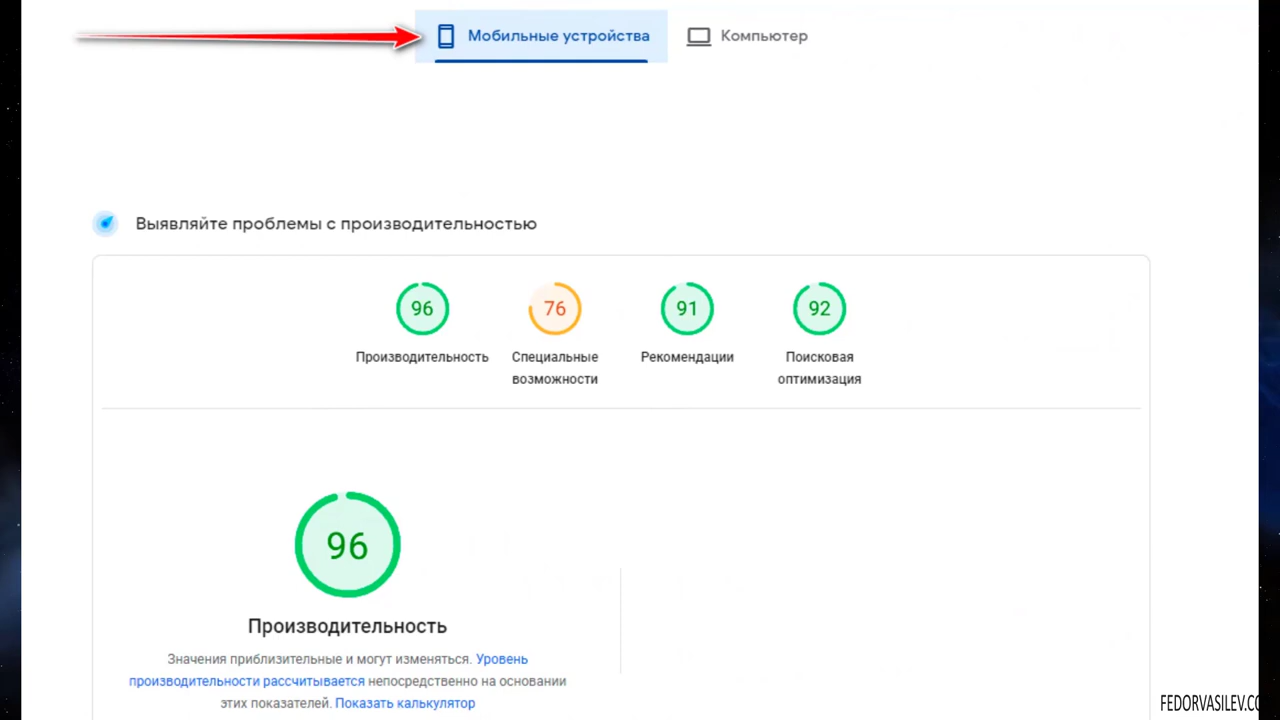 Мобильные устройства
Компьютер
Выявляйте проблемы с производительностью
96
76
91
92
Производительность
Специальные
возможности
Рекомендации
Поисковая
оптимизация
96
Производительность
Значения приблизительные и могут изменяться. Уровень
производительности рассчитывается непосредственно на основании
этих показателей. Показать калькулятор
FEDORVASILEV.CO